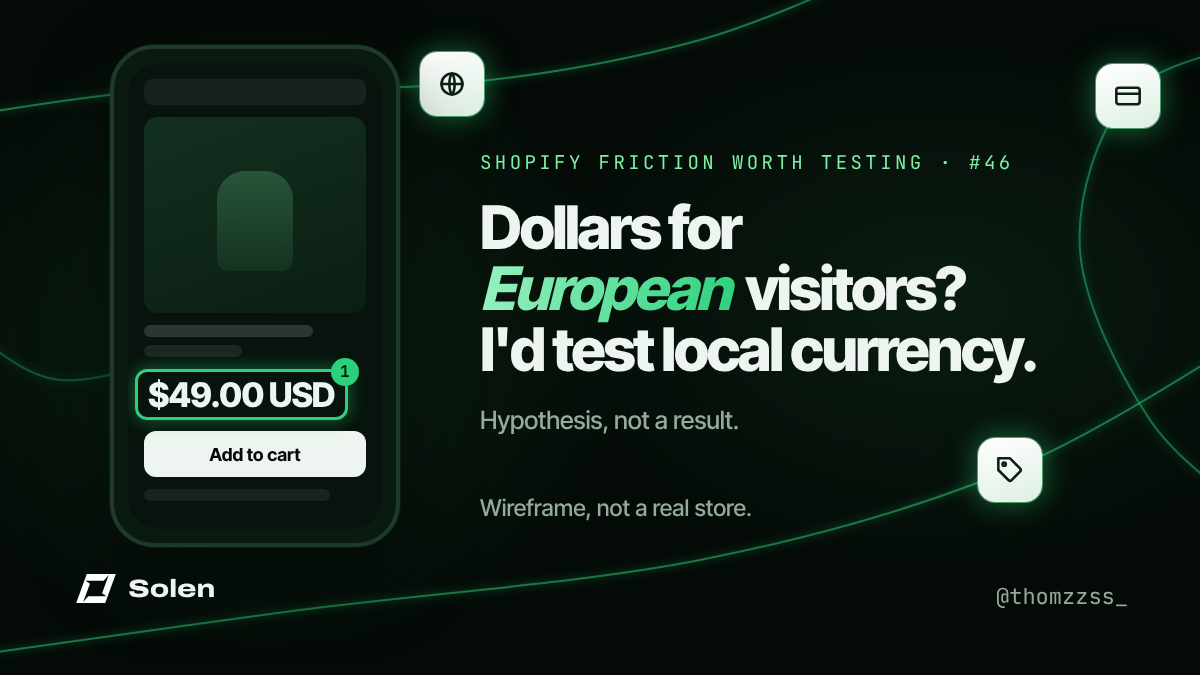 SHOPIFY FRICTION WORTH TESTING · #46
Dollars for
European visitors?
I'd test local currency.
Hypothesis, not a result.
Wireframe, not a real store.
$49.00 USD
1
Add to cart
Solen
@thomzzss_